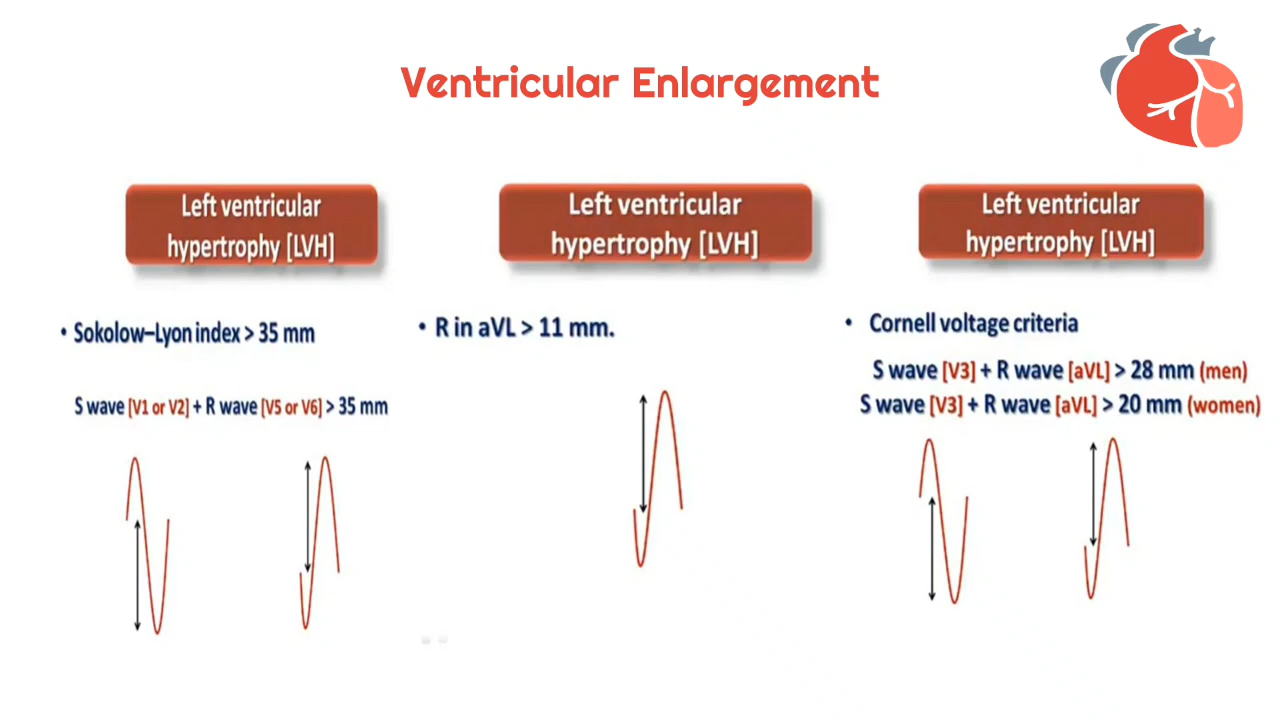 Ventricular Enlargement
Left ventricular
hypertrophy [LVH]
• Sokolow–Lyon index > 35 mm
S wave [V1 or V2] + R wave [V5 or V6] > 35 mm
Left ventricular
hypertrophy [LVH]
• R in aVL > 11 mm.
Left ventricular
hypertrophy [LVH]
• Cornell voltage criteria
S wave [V3] + R wave [aVL] > 28 mm (men)
S wave [V3] + R wave [aVL] > 20 mm (women)